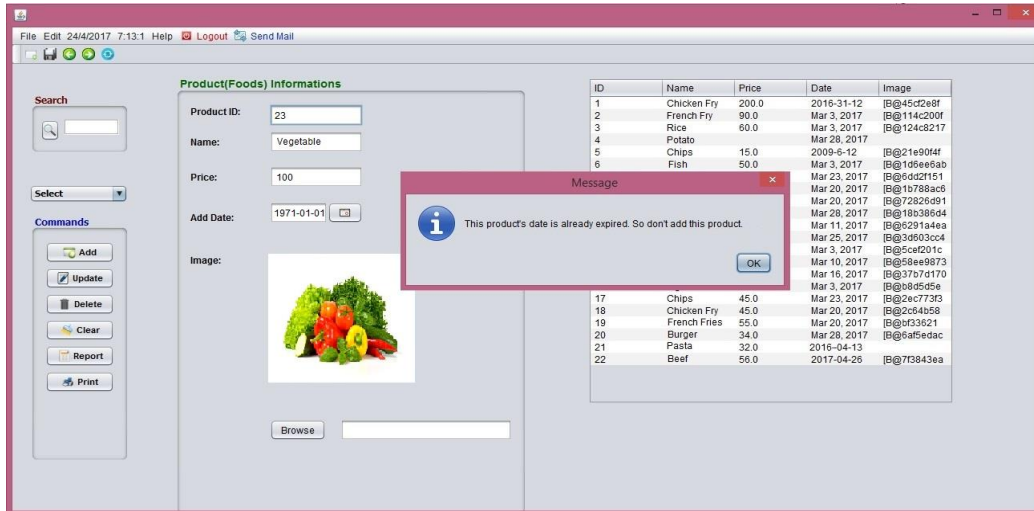 File Edit 24/4/2017 7:13:1 Help Logout Send Mail
Search
Select
Commands
Add
Update
Delete
Clear
Report
Print
Product(Foods) Informations
Product ID: 23
Name: Vegetable
Price: 100
Add Date: 1971-01-01
Image:
Browse
ID Name Price Date Image
1 Chicken Fry 200.0 2016-31-12 [B@45cf2e8f
2 French Fry 90.0 Mar 3, 2017 [B@114c200f
3 Rice 60.0 Mar 3, 2017 [B@124c8217
4 Potato Mar 28, 2017
5 Chips 15.0 2009-6-12 [B@21e90f4f
6 Fish 50.0 Mar 3, 2017 [B@1d6ee6ab
Mar 23, 2017 [B@6dd2f151
Mar 20, 2017 [B@1b788ac6
Mar 20, 2017 [B@72826d91
Mar 28, 2017 [B@18b386d4
Mar 11, 2017 [B@6291a4ea
Mar 25, 2017 [B@3d603cc4
Mar 3, 2017 [B@5cef201c
Mar 10, 2017 [B@58ee9873
Mar 16, 2017 [B@37b7d170
Mar 3, 2017 [B@b8d5d5e
17 Chips 45.0 Mar 23, 2017 [B@2ec773f3
18 Chicken Fry 45.0 Mar 20, 2017 [B@2c64b58
19 French Fries 55.0 Mar 20, 2017 [B@bf33621
20 Burger 34.0 Mar 28, 2017 [B@6af5edac
21 Pasta 32.0 2016-04-13
22 Beef 56.0 2017-04-26 [B@7f3843ea
Message
This product's date is already expired. So don't add this product.
OK